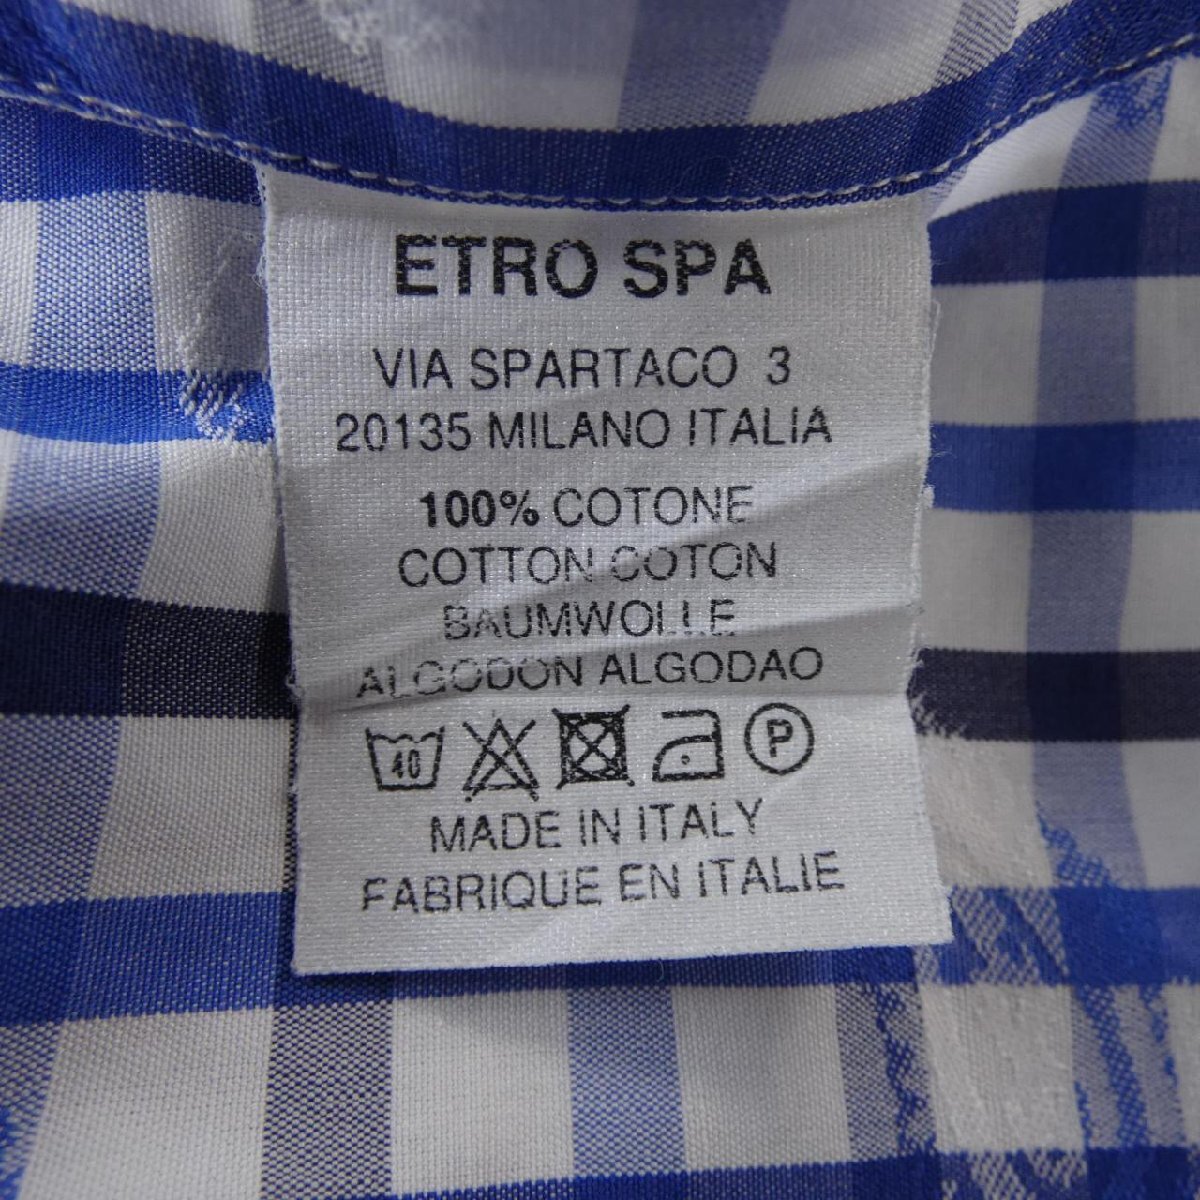 ETRO SPA
VIA SPARTACO 3
20135 MILANO ITALIA
100% COTONE
COTTON COTON
BAUMWOLLE
ALGODON ALGODAO
40 P
MADE IN ITALY
FABRIQUE EN ITALIE